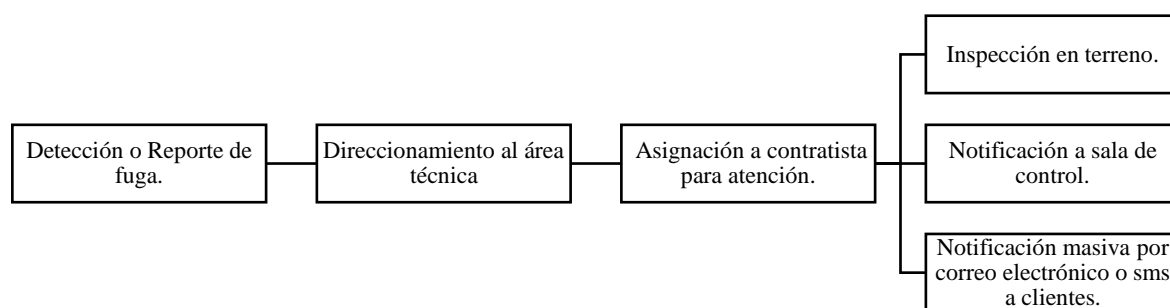 Detección o Reporte de
fuga.
Direccionamiento al área
técnica
Asignación a contratista
para atención.
Inspección en terreno.
Notificación a sala de
control.
Notificación masiva por
correo electrónico o sms
a clientes.